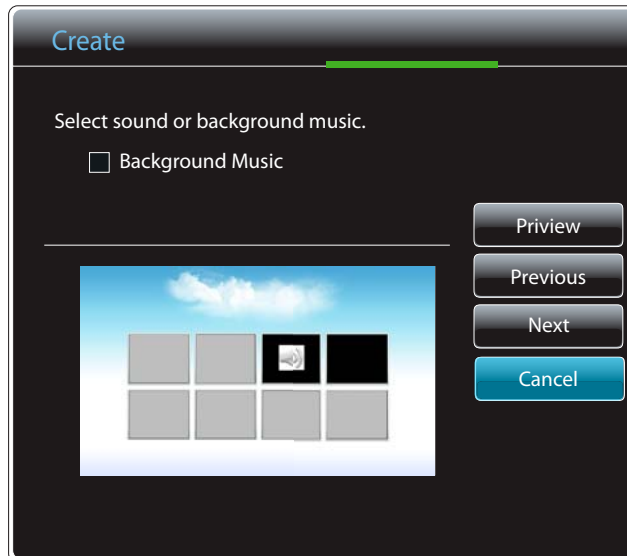 Create
Select sound or background music.
Background Music
Priview
Previous
Next
Cancel